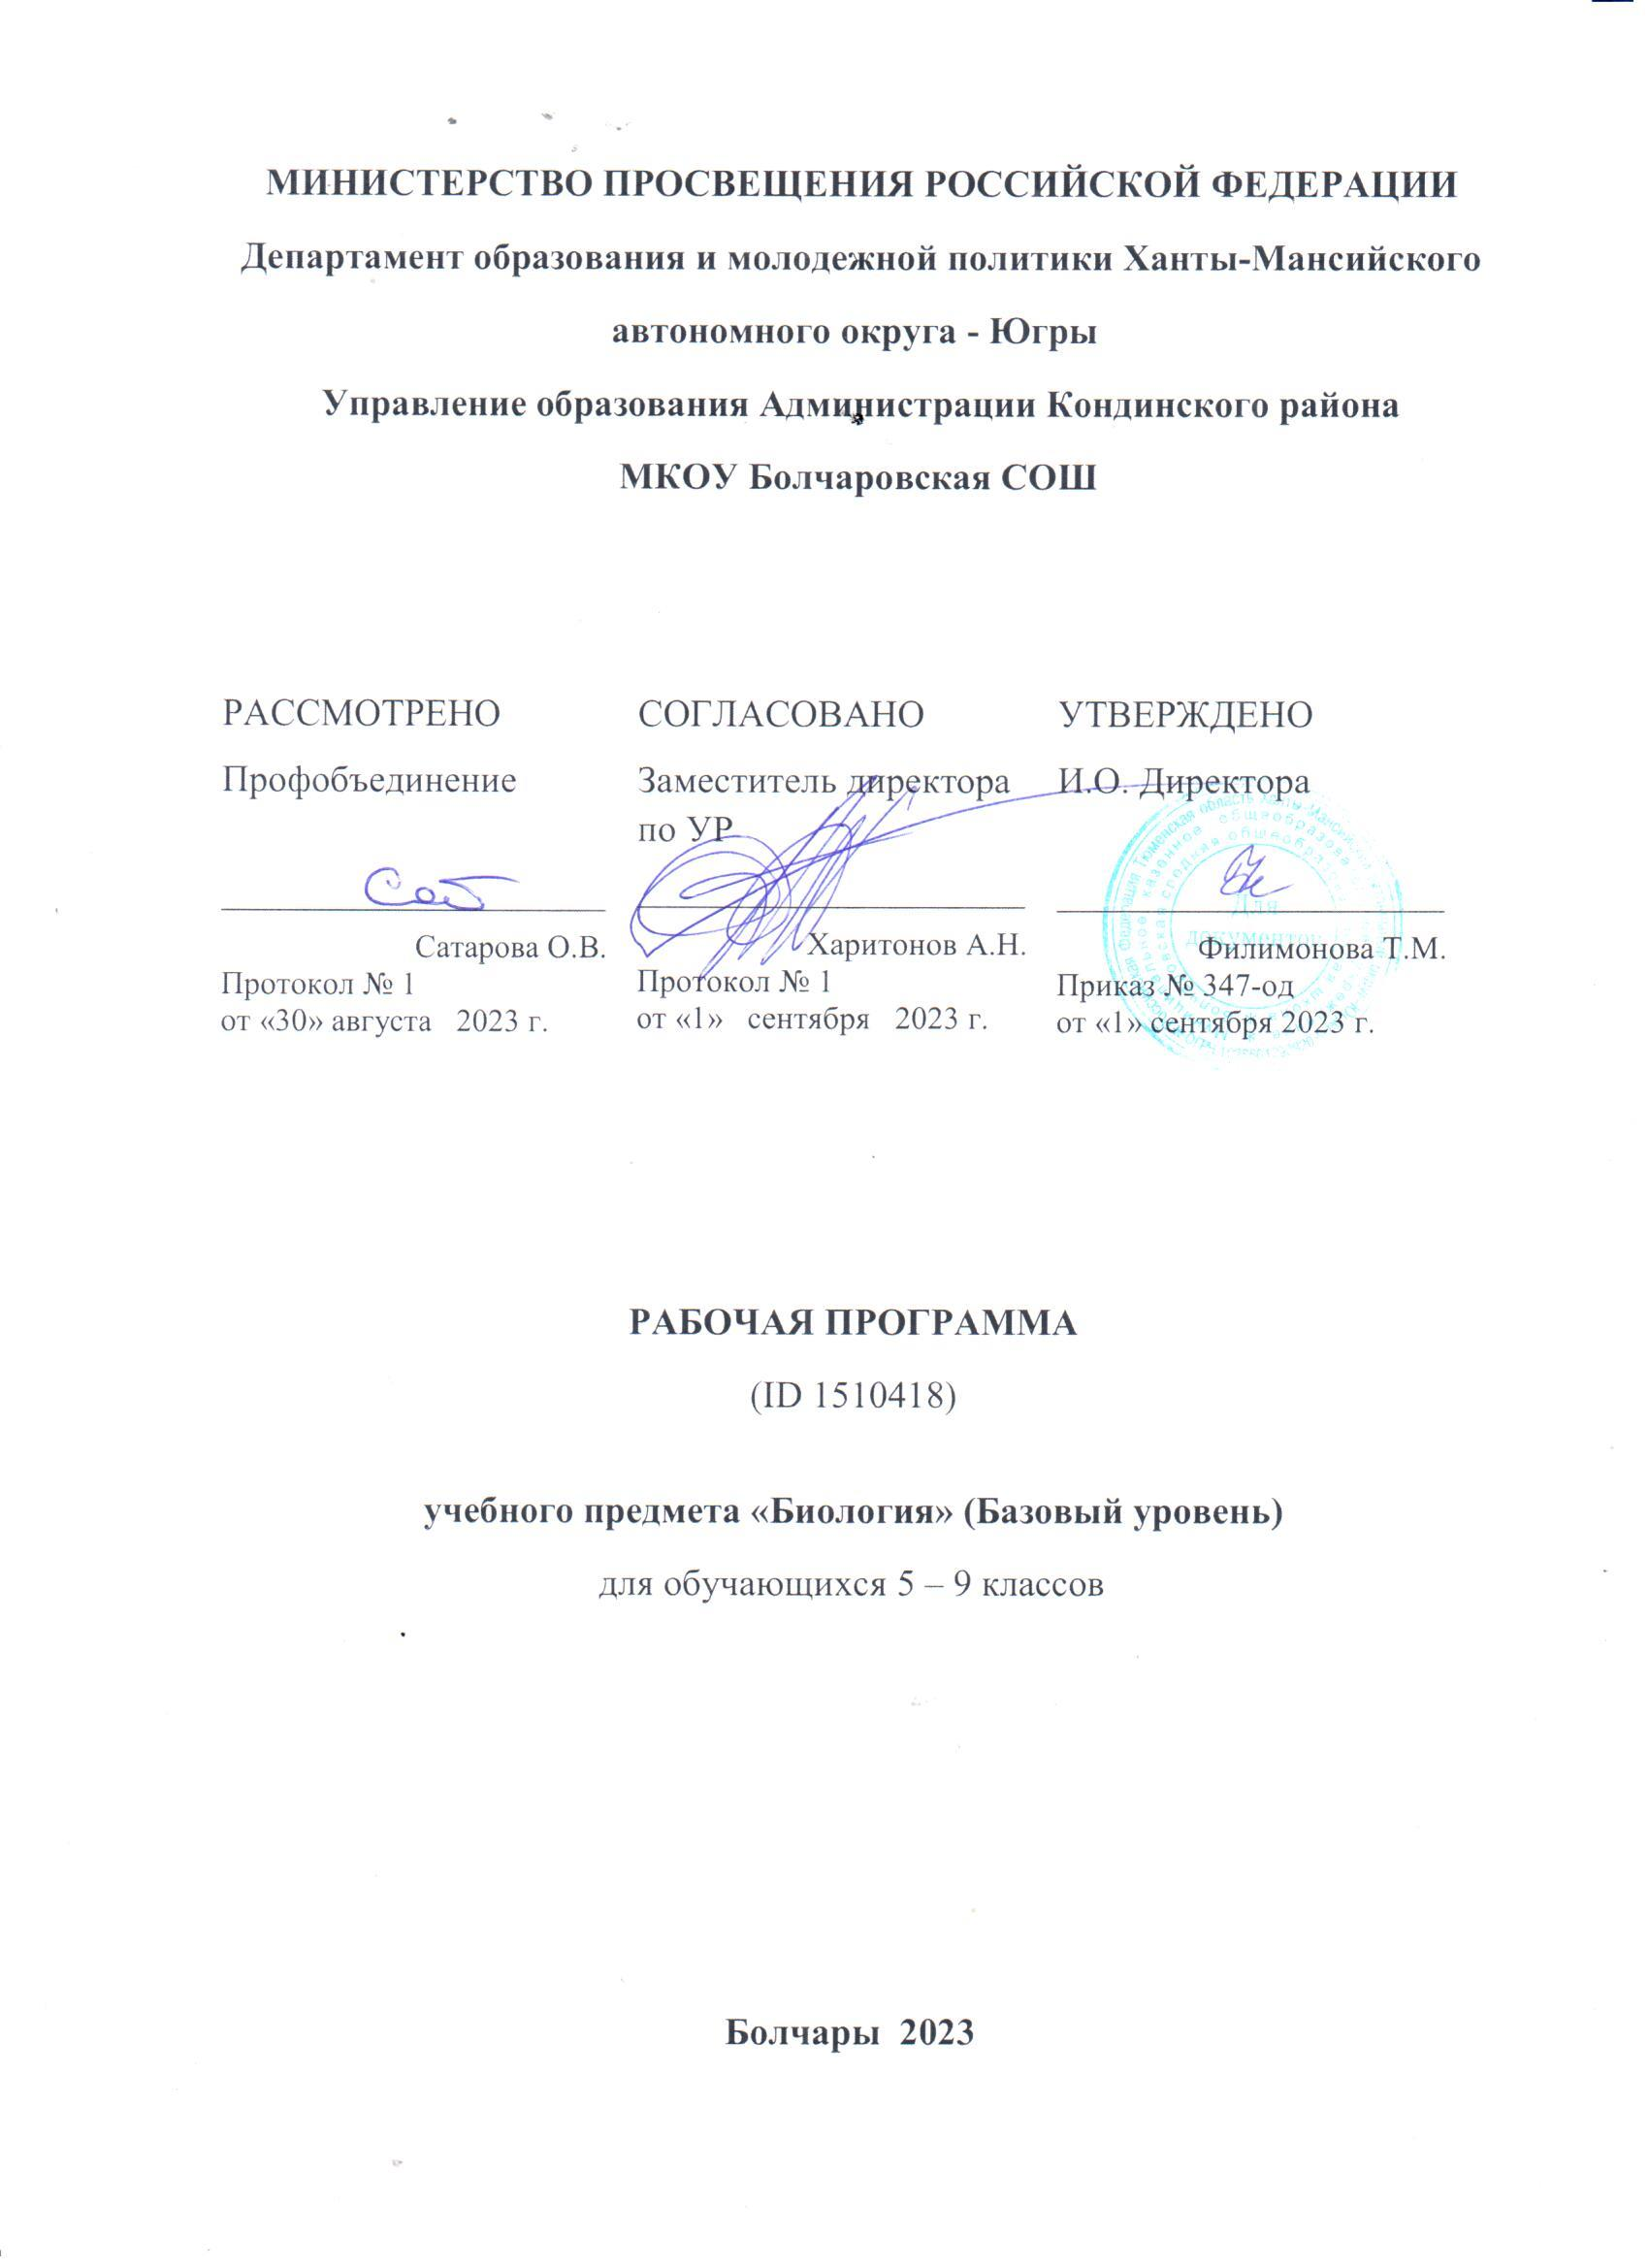 МИНИСТЕРСТВО ПРОСВЕЩЕНИЯ РОССИЙСКОЙ ФЕДЕРАЦИИ
Департамент образования и молодежной политики Ханты-Мансийского
автономного округа - Югры
Управление образования Администрации Кондинского района
МКОУ Болчаровская СОШ
РАССМОТРЕНО
Профобъединение
Сатарова О.В.
Протокол № 1
от «30» августа 2023 г.
СОГЛАСОВАНО
Заместитель директора
по УР
Харитонов А.Н.
Протокол № 1
от «1» сентября 2023 г.
УТВЕРЖДЕНО
И.О. Директора
Для
документов
Филимонова Т.М.
Приказ № 347-од
от «1» сентября 2023 г.
РАБОЧАЯ ПРОГРАММА
(ID 1510418)
учебного предмета «Биология» (Базовый уровень)
для обучающихся 5 – 9 классов
Болчары 2023